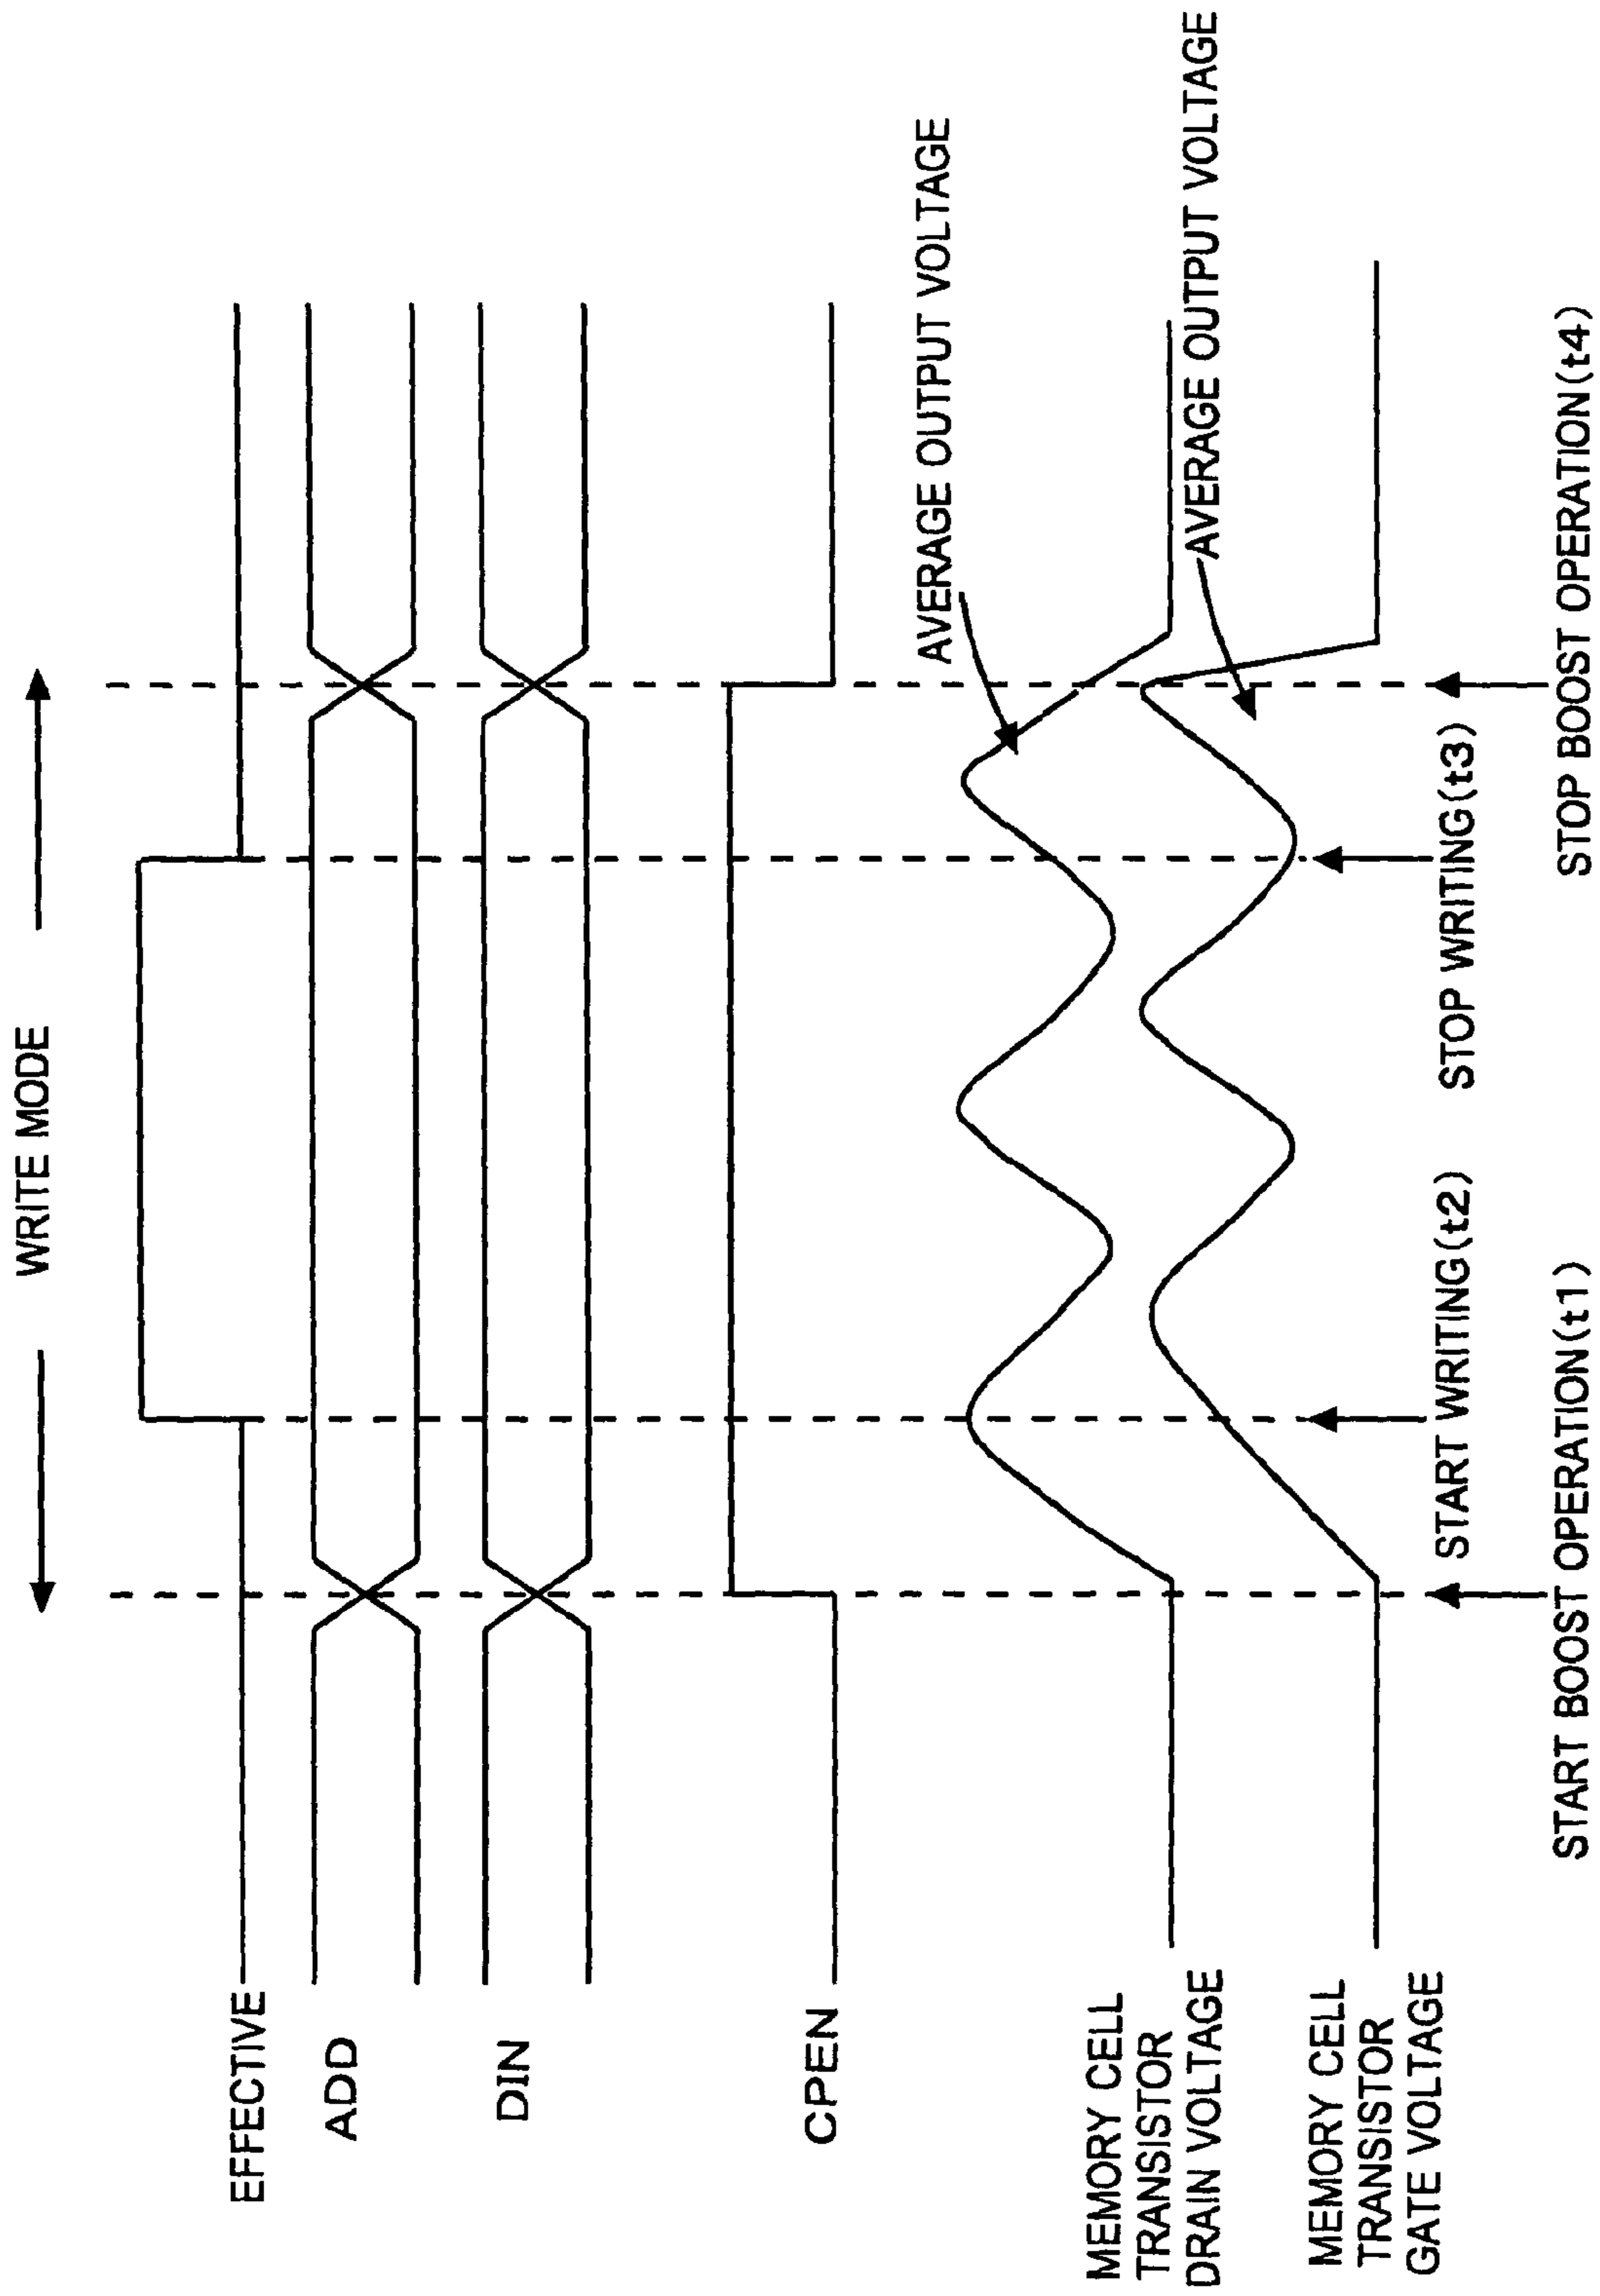 WRITE MODE
EFFECTIVE
ADD
DIN
CPEN
AVERAGE OUTPUT VOLTAGE
MEMORY CELL
TRANSISTOR
DRAIN VOLTAGE
AVERAGE OUTPUT VOLTAGE
MEMORY CELL
TRANSISTOR
GATE VOLTAGE
START WRITING(t2)
STOP WRITING(t3)
START BOOST OPERATION(t1)
STOP BOOST OPERATION(t4)